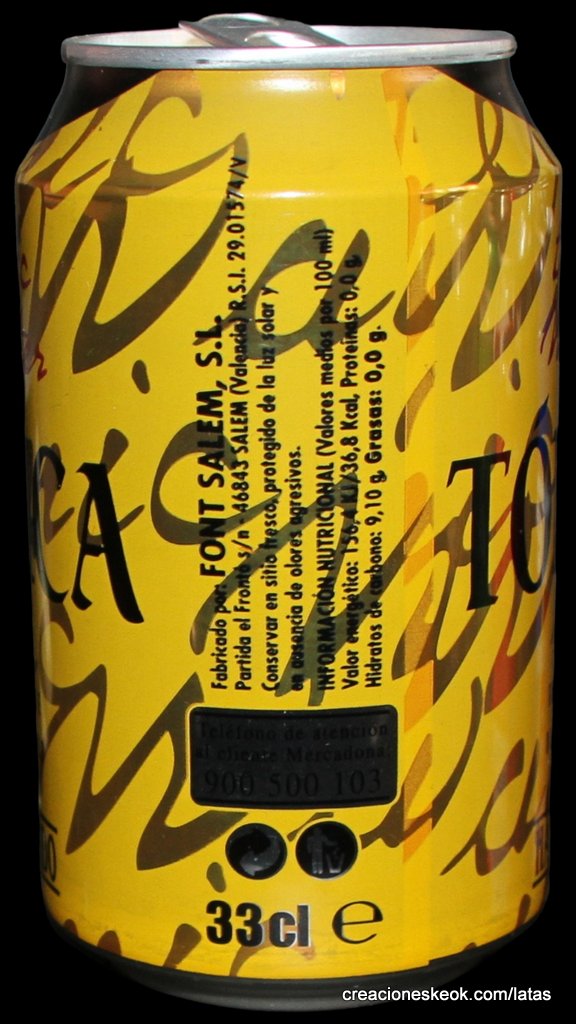 Fabricado por: FONT SALEM, S.L.
Partida el Frontó s/n - 46843 SALEM (Valencia) R.S.I. 29.01574/V
Conservar en sitio fresco, protegido de la luz solar y
en ausencia de olores agresivos.
INFORMACIÓN NUTRICIONAL (Valores medios por 100 ml)
Valor energético: 156,4 kJ/36,8 Kcal, Proteínas: 0,0 g.
Hidratos de carbono: 9,10 g. Grasas: 0,0 g.
CA
TÓ
Teléfono de atención
al cliente Mercadona:
900 500 103
33cl e
creacioneskeok.com/latas